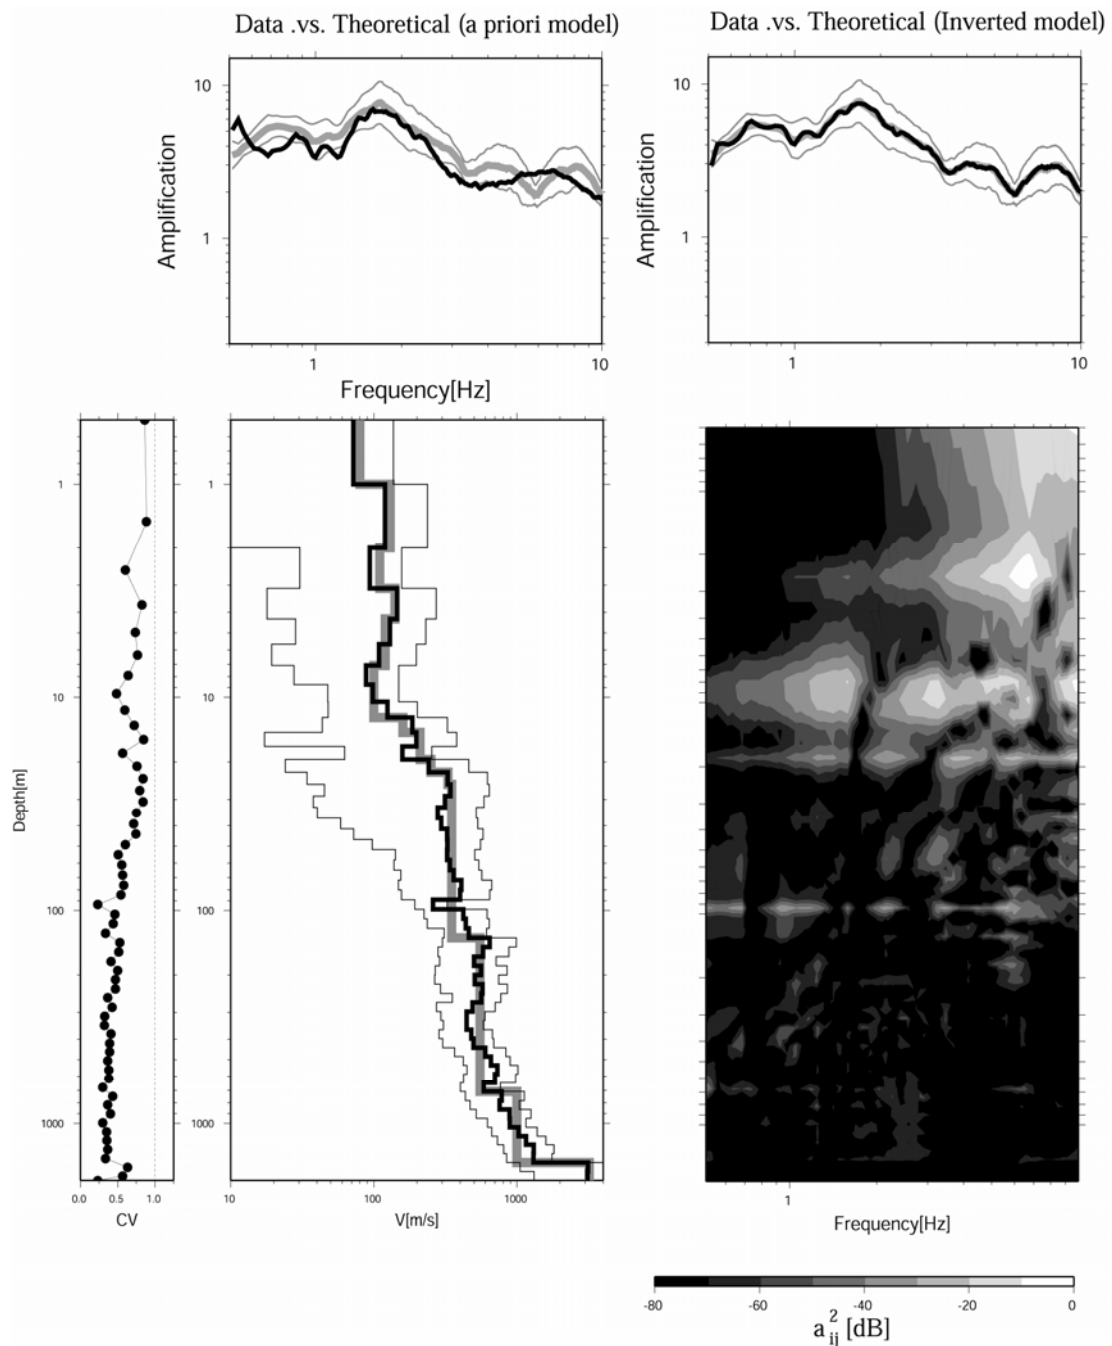 Data .vs. Theoretical (a priori model)
Data .vs. Theoretical (Inverted model)
10
1
Amplification
1
10
Frequency[Hz]
10
1
Amplification
1
10
1
10
100
1000
Depth[m]
0.0
0.5
1.0
CV
1
10
100
1000
10
100
1000
V[m/s]
1
Frequency[Hz]
-80
-60
-40
-20
0
a²ij [dB]